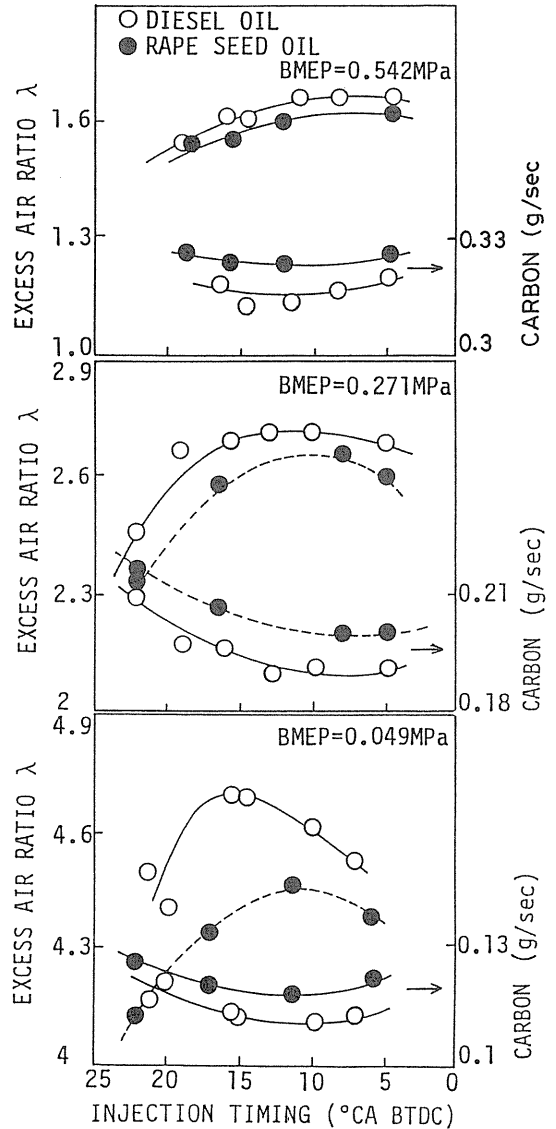 ○ DIESEL OIL
● RAPE SEED OIL
BMEP=0.542MPa
EXCESS AIR RATIO λ
1.6
1.3
1.0
0.33
0.3
CARBON (g/sec)
BMEP=0.271MPa
EXCESS AIR RATIO λ
2.9
2.6
2.3
2
0.21
0.18
CARBON (g/sec)
BMEP=0.049MPa
EXCESS AIR RATIO λ
4.9
4.6
4.3
4
0.13
0.1
CARBON (g/sec)
25 20 15 10 5 0
INJECTION TIMING (°CA BTDC)